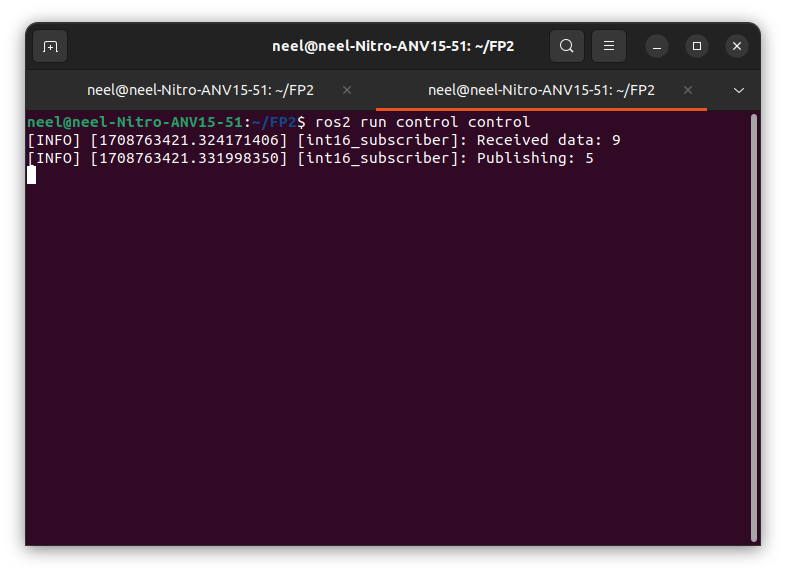 neel@neel-Nitro-ANV15-51: ~/FP2
neel@neel-Nitro-ANV15-51: ~/FP2
neel@neel-Nitro-ANV15-51: ~/FP2
neel@neel-Nitro-ANV15-51:~/FP2$ ros2 run control control
[INFO] [1708763421.324171406] [int16_subscriber]: Received data: 9
[INFO] [1708763421.331998350] [int16_subscriber]: Publishing: 5